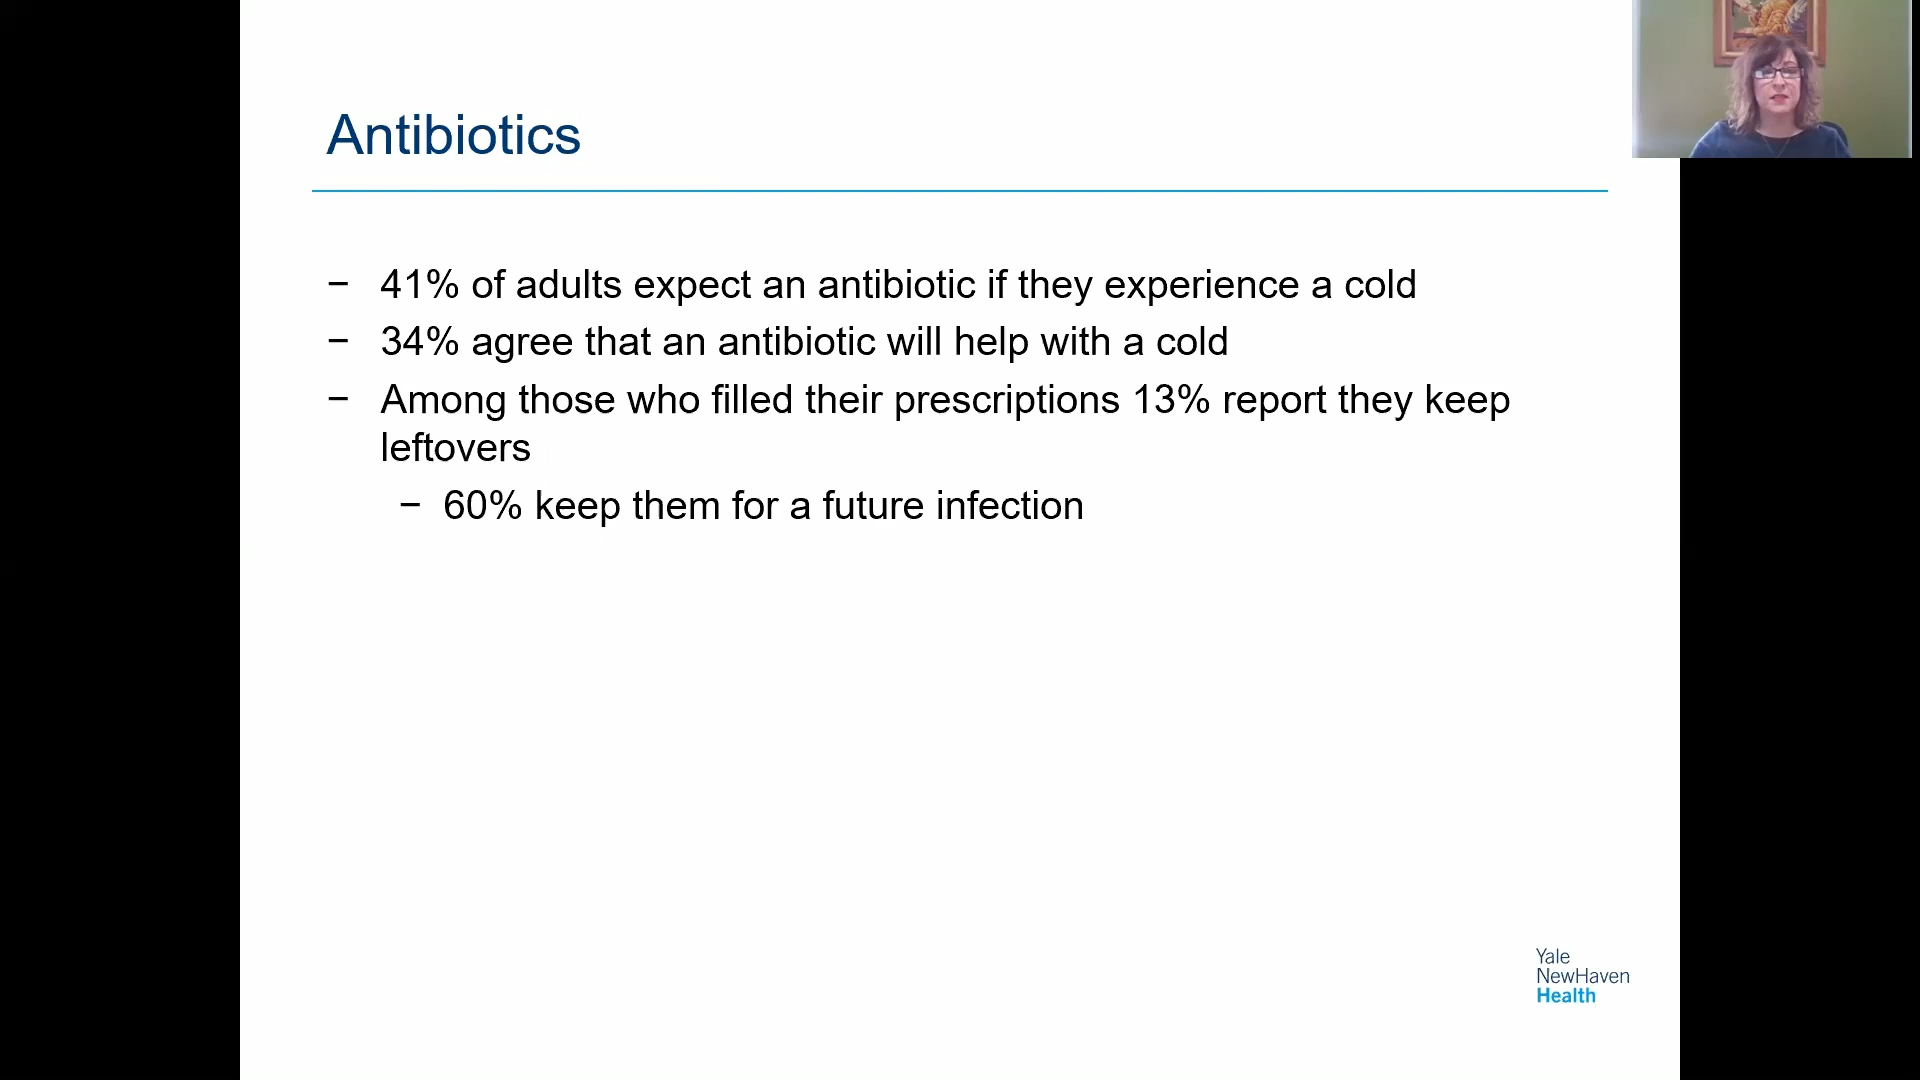 Antibiotics
− 41% of adults expect an antibiotic if they experience a cold
− 34% agree that an antibiotic will help with a cold
− Among those who filled their prescriptions 13% report they keep
leftovers
− 60% keep them for a future infection
Yale
NewHaven
Health